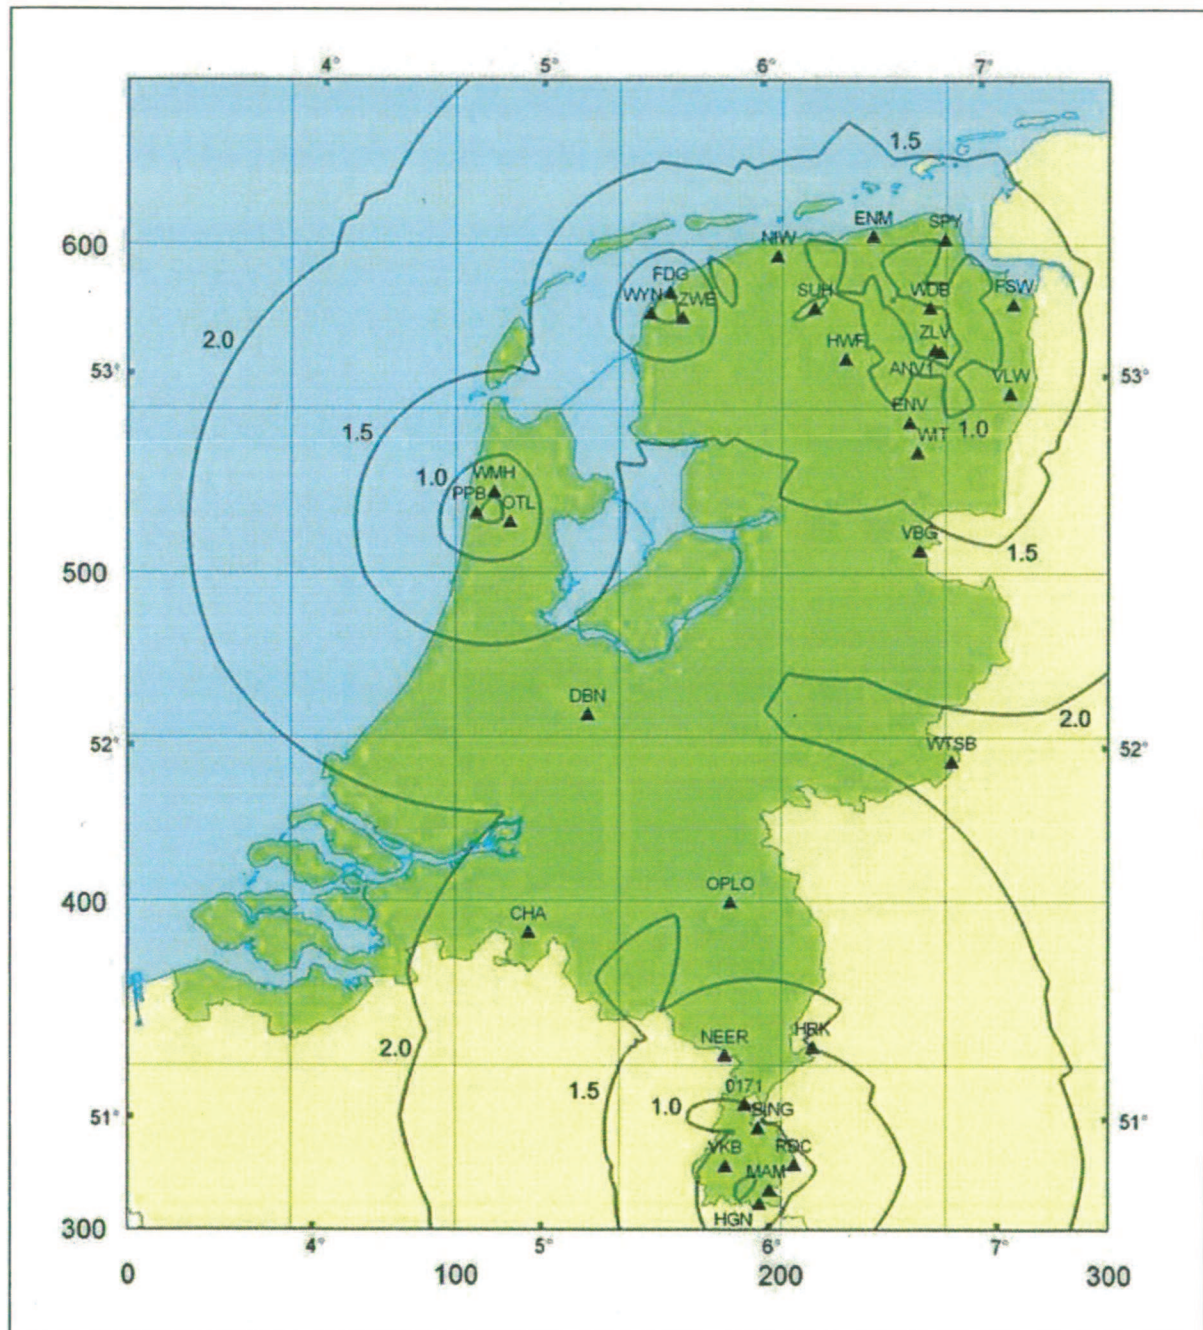 4° 5° 6° 7°
1.5
ENM SPY
600
NIW
FDG
WYN ZWE SUH WDB FSW
2.0
HWF ZLV
53° ANV1 VLW 53°
ENV
1.5 WIT 1.0
1.0 WMH
PPB OTL
VBG 1.5
500
DBN
2.0
52° WTSB 52°
OPLO
400
CHA
2.0 NEER HRK
1.5 0171
1.0 SING
51° 51°
VKB RDC
MAM
HGN
300
4° 5° 6° 7°
0 100 200 300